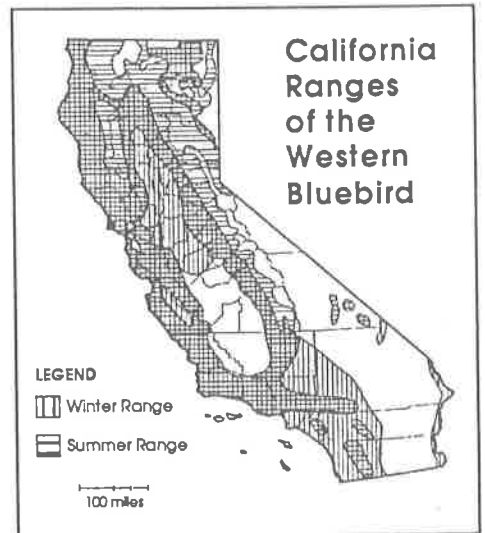 California
Ranges
of the
Western
Bluebird
LEGEND
Winter Range
Summer Range
100 miles